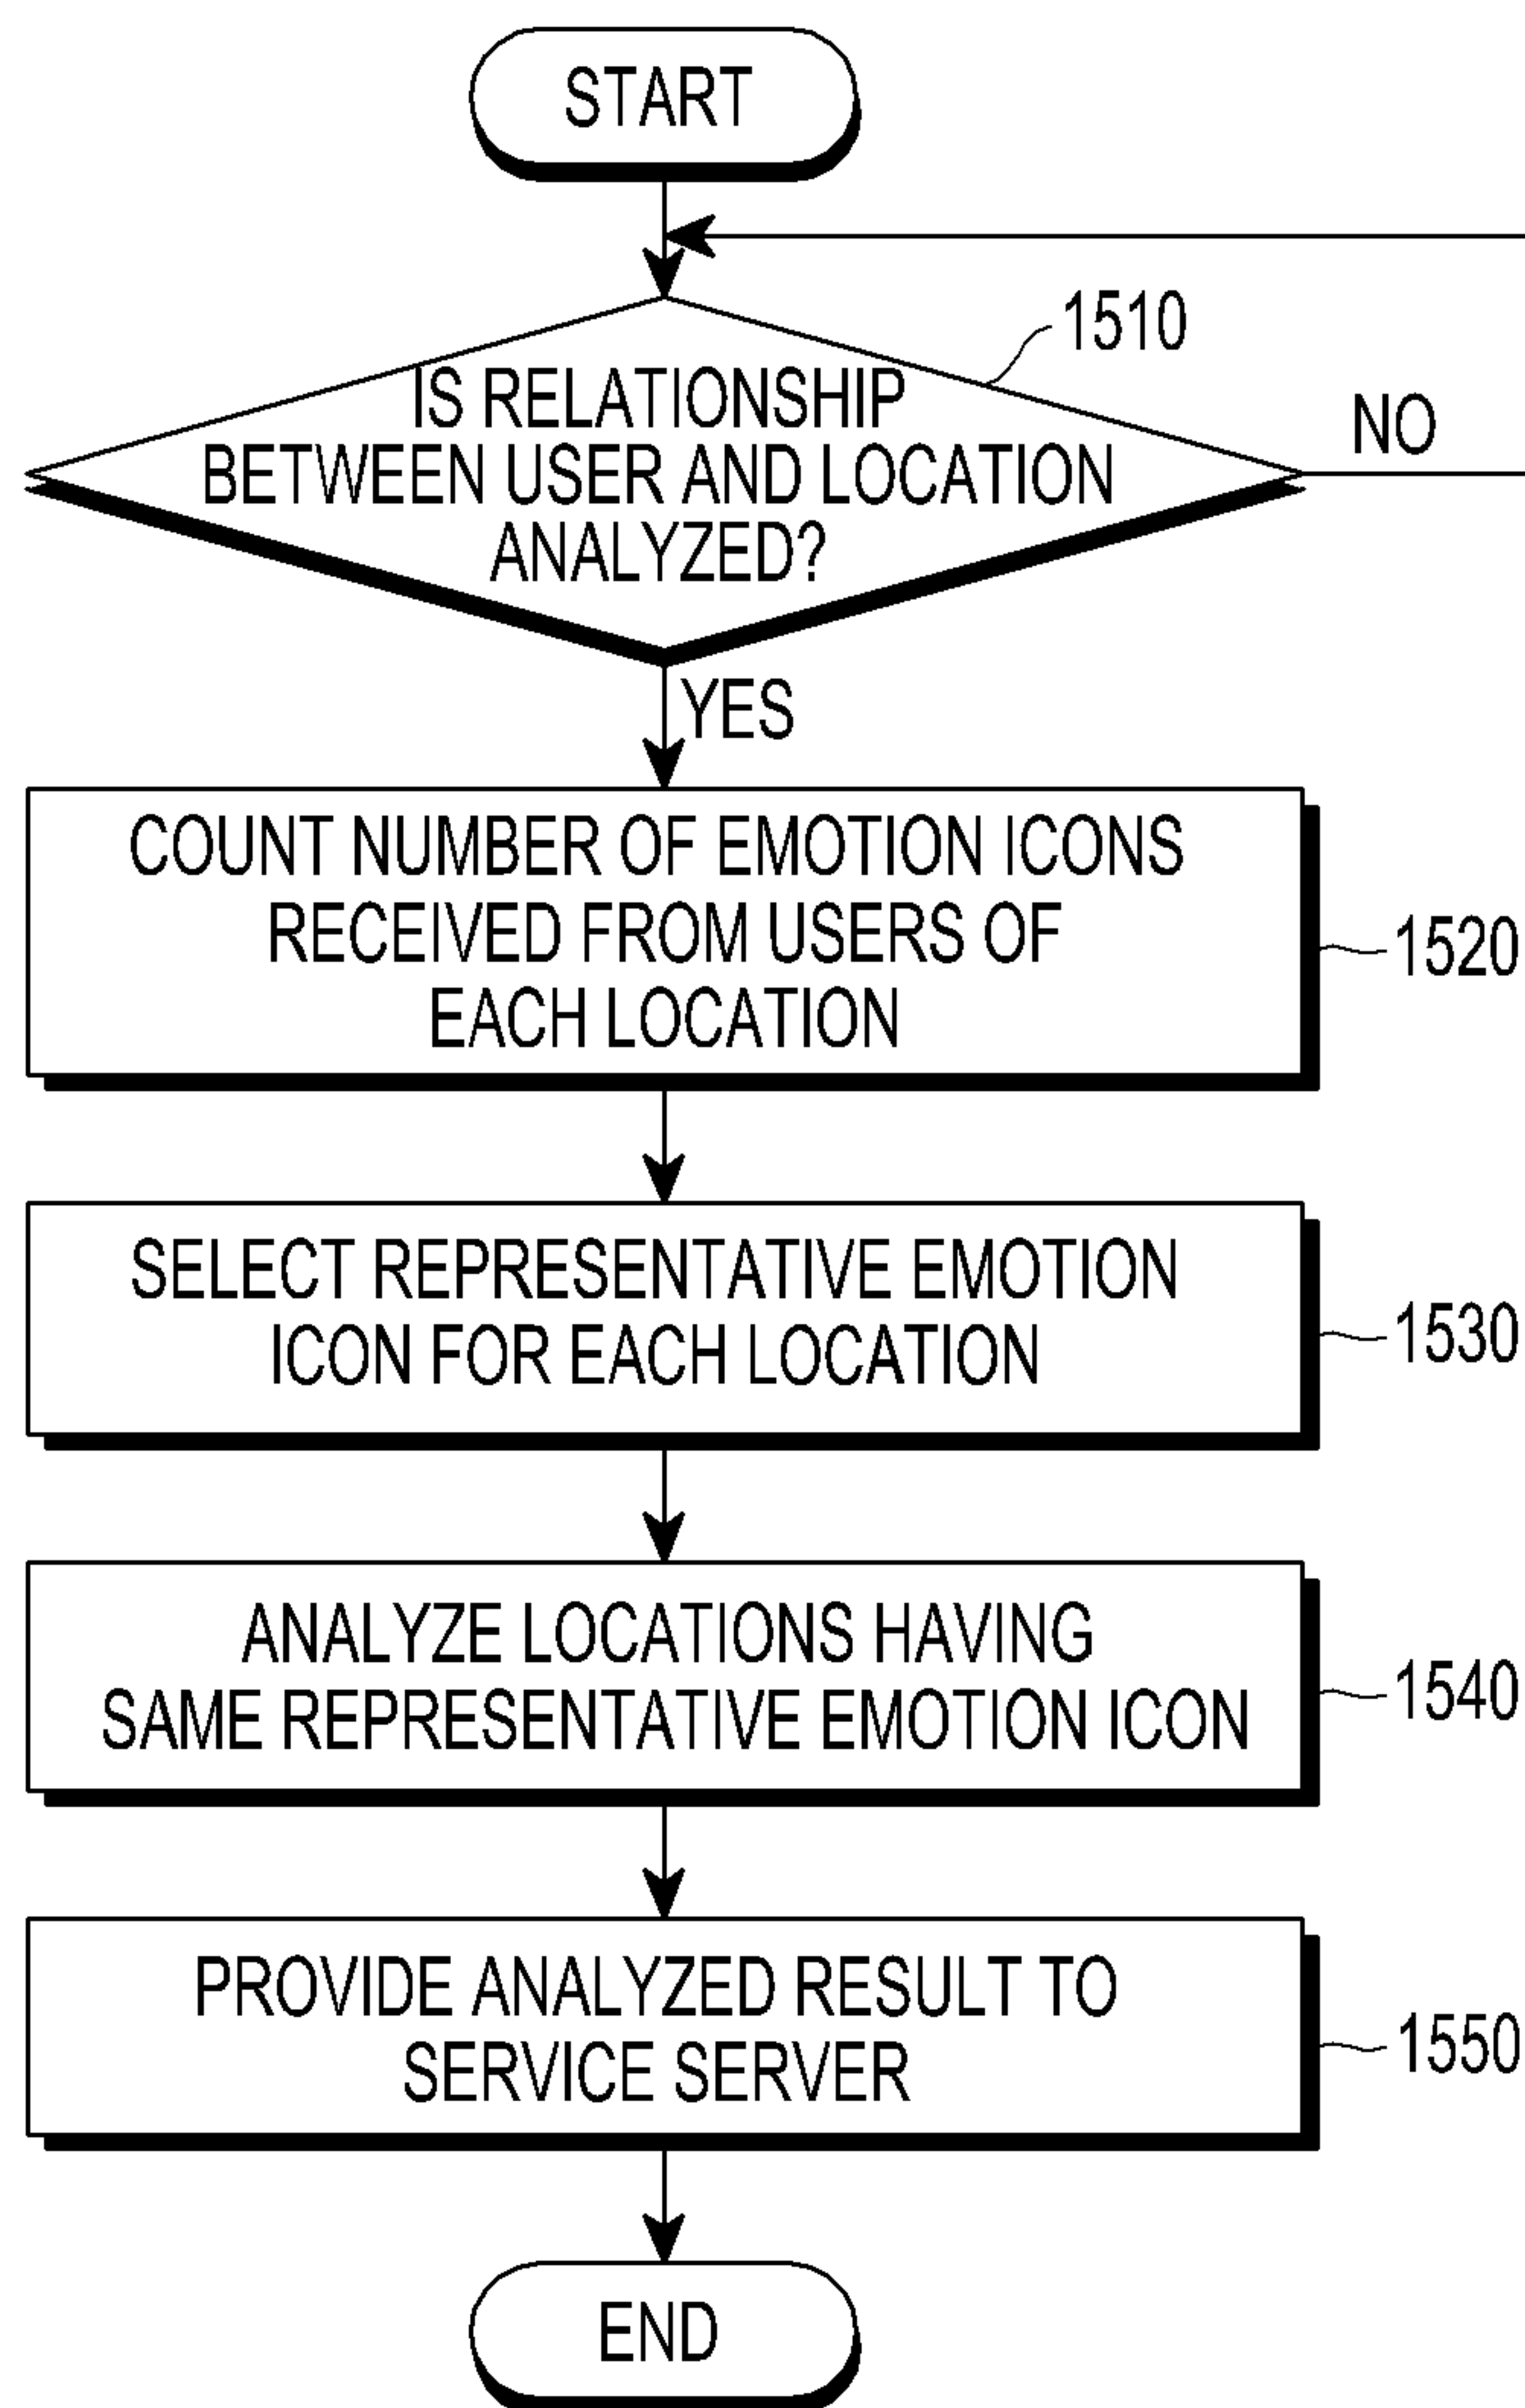 START
1510
IS RELATIONSHIP
BETWEEN USER AND LOCATION
ANALYZED?
NO
YES
COUNT NUMBER OF EMOTION ICONS
RECEIVED FROM USERS OF
EACH LOCATION
1520
SELECT REPRESENTATIVE EMOTION
ICON FOR EACH LOCATION
1530
ANALYZE LOCATIONS HAVING
SAME REPRESENTATIVE EMOTION ICON
1540
PROVIDE ANALYZED RESULT TO
SERVICE SERVER
1550
END